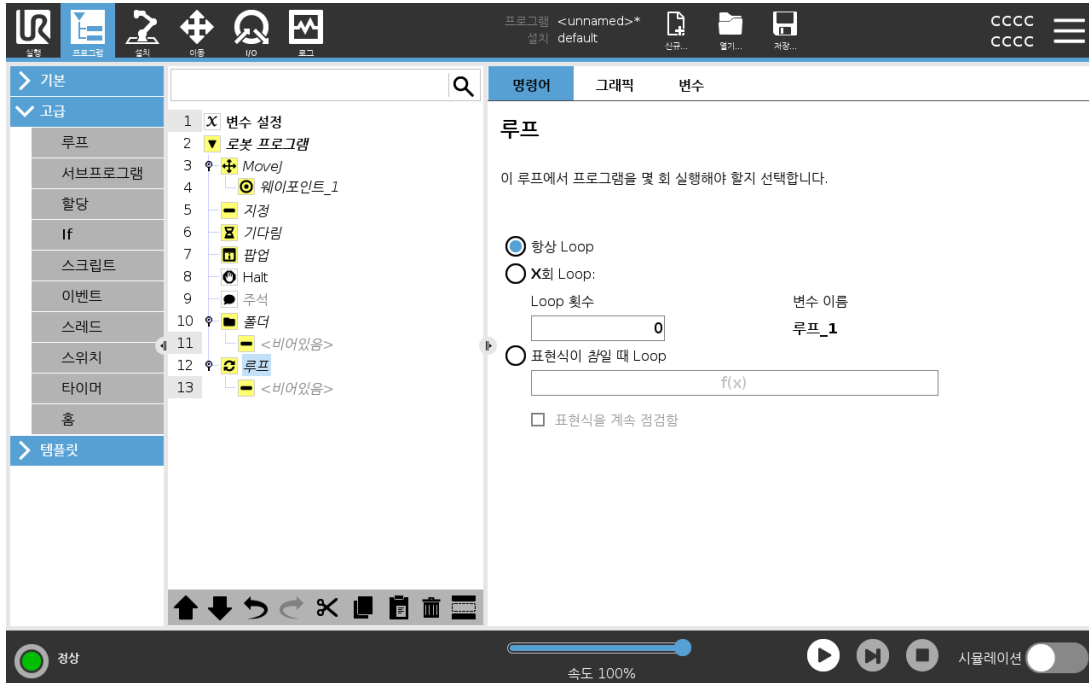 UR
실행
프로그램
설치
이동
I/O
로그
프로그램 <unnamed>*
설치 default
신규...
열기...
저장...
cccc
cccc
기본
고급
루프
서브프로그램
할당
If
스크립트
이벤트
스레드
스위치
타이머
홈
템플릿
1 X 변수 설정
2 로봇 프로그램
3 MoveJ
4 웨이포인트_1
5 지정
6 기다림
7 팝업
8 Halt
9 주석
10 폴더
11 <비어있음>
12 루프
13 <비어있음>
명령어 그래픽 변수
루프
이 루프에서 프로그램을 몇 회 실행해야 할지 선택합니다.
항상 Loop
X회 Loop:
Loop 횟수 변수 이름
0 루프_1
표현식이 참일 때 Loop
f(x)
표현식을 계속 점검함
정상
속도 100%
시뮬레이션